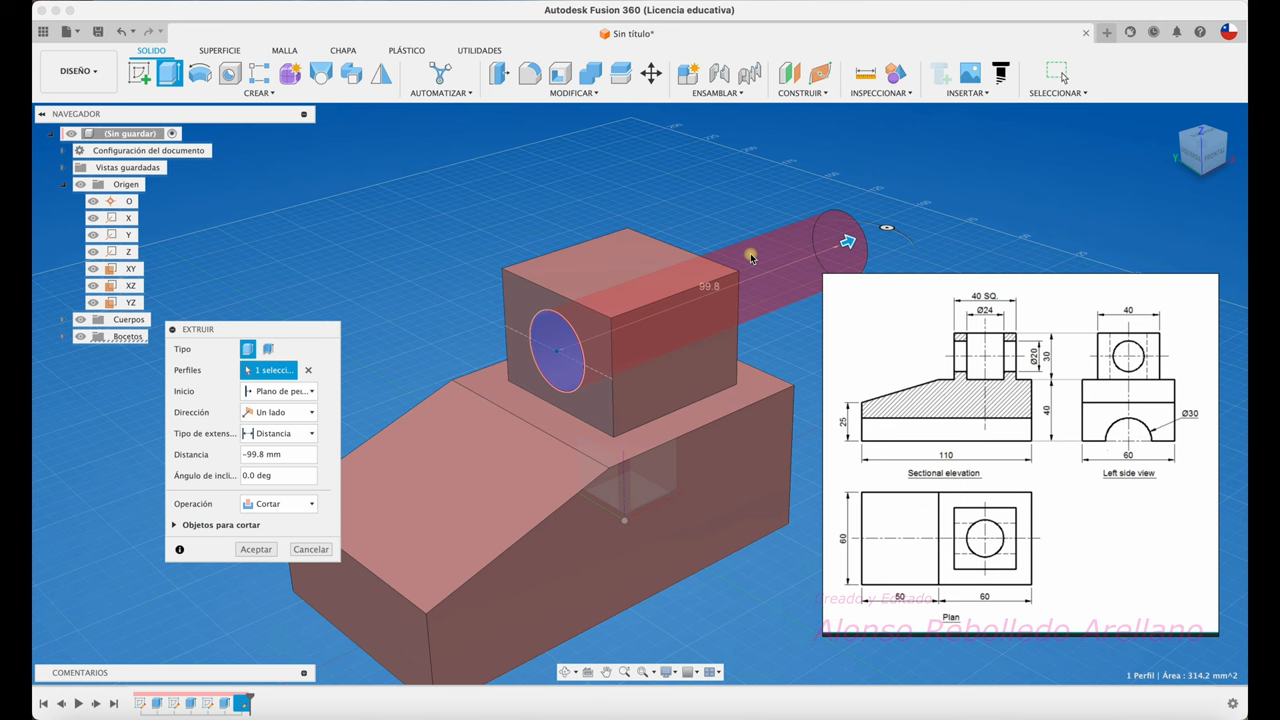 Autodesk Fusion 360 (Licencia educativa)
Sin título*
SOLIDO
SUPERFICIE
MALLA
CHAPA
PLÁSTICO
UTILIDADES
DISEÑO
CREAR
AUTOMATIZAR
MODIFICAR
ENSAMBLAR
CONSTRUIR
INSPECCIONAR
INSERTAR
SELECCIONAR
NAVEGADOR
(Sin guardar)
Configuración del documento
Vistas guardadas
Origen
O
X
Y
Z
XY
XZ
YZ
Cuerpos
Bocetos
EXTRUIR
Tipo
Perfiles
1 selecci...
Inicio
Plano de pe...
Dirección
Un lado
Tipo de extens...
Distancia
Distancia
-99.8 mm
Ángulo de incli...
0.0 deg
Operación
Cortar
Objetos para cortar
Aceptar
Cancelar
99.8
Z
Y
40 SQ.
Ø24
40
Ø20
30
25
40
Ø30
110
60
Sectional elevation
Left side view
60
50
60
Plan
Creado y Editado
Alonso Rebolledo Arellano
COMENTARIOS
1 Perfil | Área : 314.2 mm^2